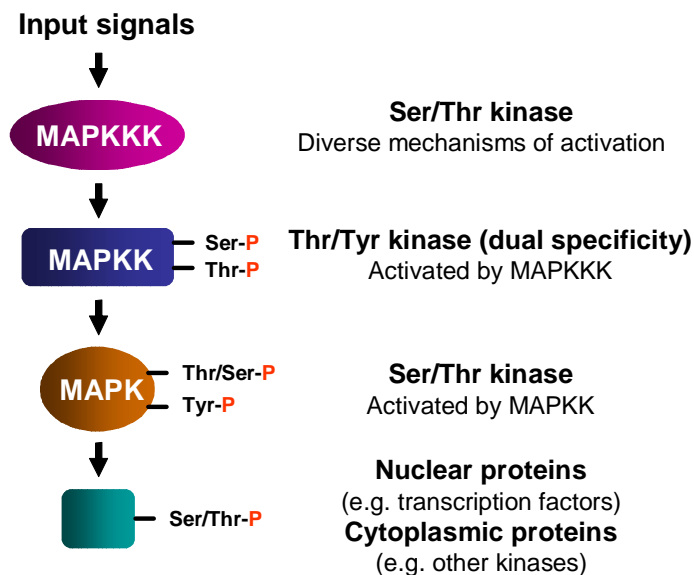 Input signals
MAPKKK
Ser/Thr kinase
Diverse mechanisms of activation
MAPKK
Ser-P
Thr-P
Thr/Tyr kinase (dual specificity)
Activated by MAPKKK
MAPK
Thr/Ser-P
Tyr-P
Ser/Thr kinase
Activated by MAPKK
Ser/Thr-P
Nuclear proteins
(e.g. transcription factors)
Cytoplasmic proteins
(e.g. other kinases)